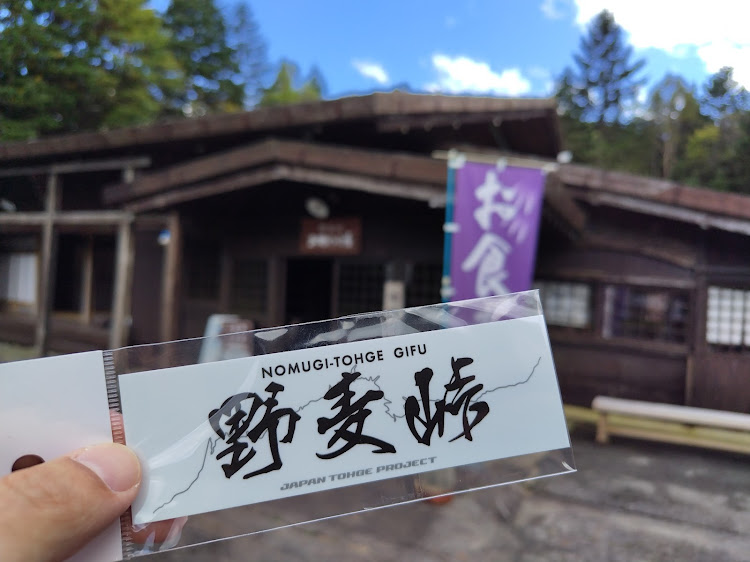 お食
NOMUGI-TOHGE GIFU
野麦峠
JAPAN TOHGE PROJECT